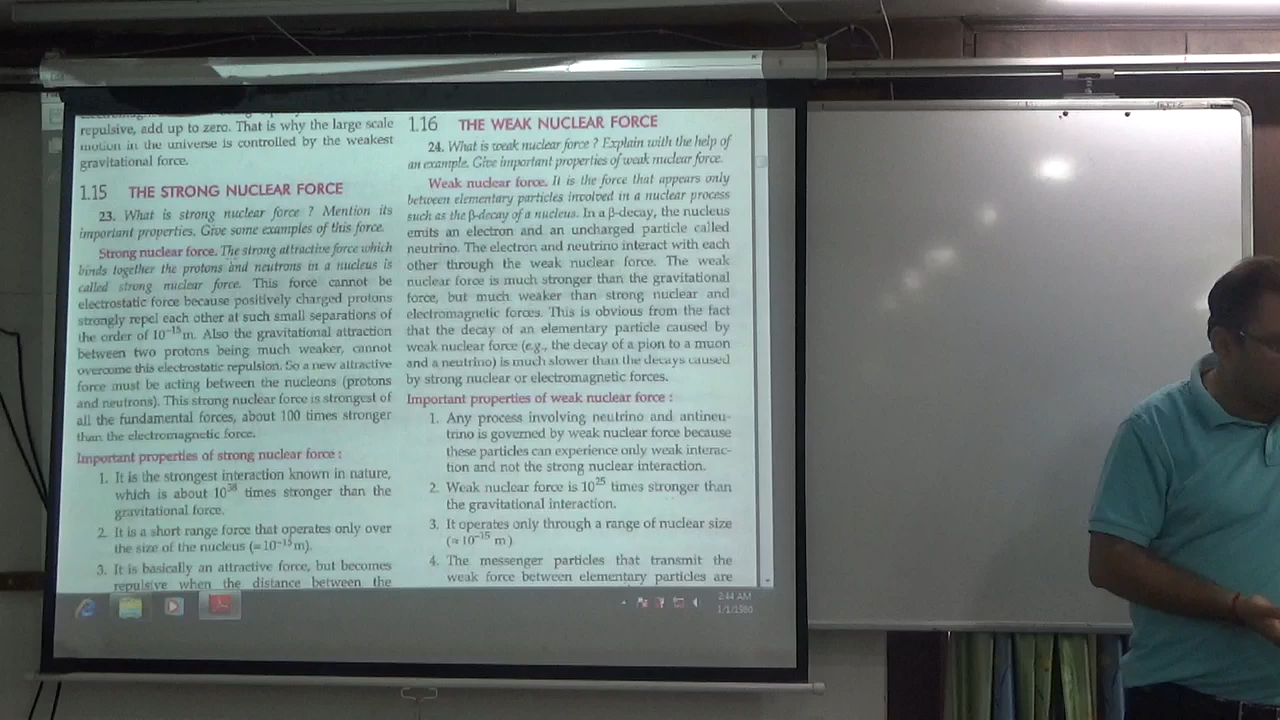 repulsive, add up to zero. That is why the large scale
motion in the universe is controlled by the weakest
gravitational force.
1.15 THE STRONG NUCLEAR FORCE
23. What is strong nuclear force ? Mention its
important properties. Give some examples of this force.
Strong nuclear force. The strong attractive force which
binds together the protons and neutrons in a nucleus is
called strong nuclear force. This force cannot be
electrostatic force because positively charged protons
strongly repel each other at such small separations of
the order of 10⁻¹⁵ m. Also the gravitational attraction
between two protons being much weaker, cannot
overcome this electrostatic repulsion. So a new attractive
force must be acting between the nucleons (protons
and neutrons). This strong nuclear force is strongest of
all the fundamental forces, about 100 times stronger
than the electromagnetic force.
Important properties of strong nuclear force :
1. It is the strongest interaction known in nature,
which is about 10³⁸ times stronger than the
gravitational force.
2. It is a short range force that operates only over
the size of the nucleus (≈ 10⁻¹⁵ m).
3. It is basically an attractive force, but becomes
repulsive when the distance between the
1.16 THE WEAK NUCLEAR FORCE
24. What is weak nuclear force ? Explain with the help of
an example. Give important properties of weak nuclear force.
Weak nuclear force. It is the force that appears only
between elementary particles involved in a nuclear process
such as the β-decay of a nucleus. In a β-decay, the nucleus
emits an electron and an uncharged particle called
neutrino. The electron and neutrino interact with each
other through the weak nuclear force. The weak
nuclear force is much stronger than the gravitational
force, but much weaker than strong nuclear and
electromagnetic forces. This is obvious from the fact
that the decay of an elementary particle caused by
weak nuclear force (e.g., the decay of a pion to a muon
and a neutrino) is much slower than the decays caused
by strong nuclear or electromagnetic forces.
Important properties of weak nuclear force :
1. Any process involving neutrino and antineu-
trino is governed by weak nuclear force because
these particles can experience only weak interac-
tion and not the strong nuclear interaction.
2. Weak nuclear force is 10²⁵ times stronger than
the gravitational interaction.
3. It operates only through a range of nuclear size
(≈ 10⁻¹⁵ m)
4. The messenger particles that transmit the
weak force between elementary particles are
2:44 AM
1/1/1980